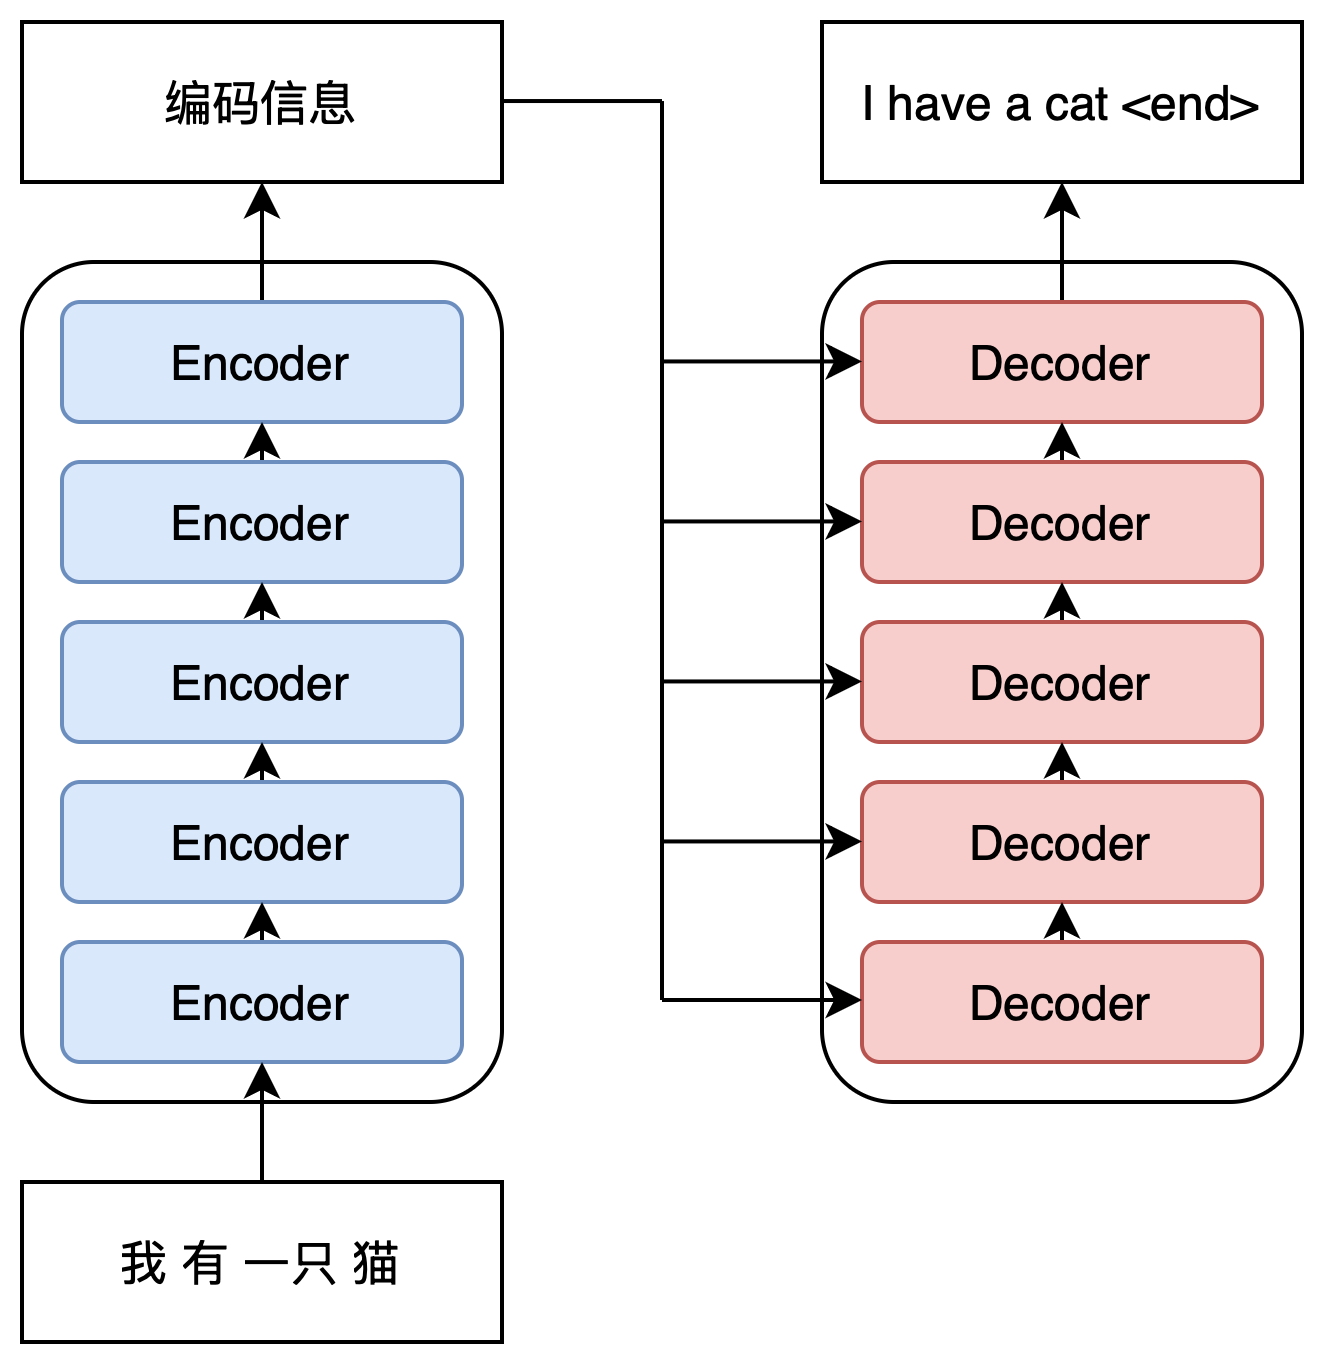 编码信息
I have a cat <end>
Encoder
Decoder
Encoder
Decoder
Encoder
Decoder
Encoder
Decoder
Encoder
Decoder
我 有 一只 猫